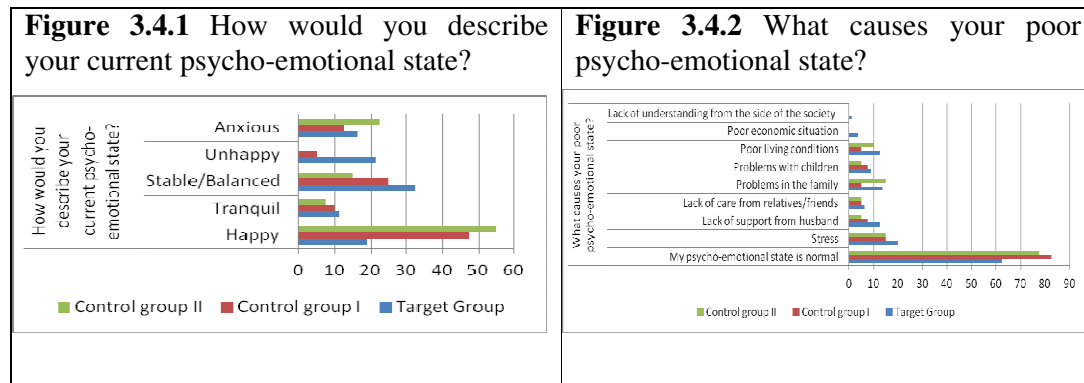 Figure 3.4.1 How would you describe
your current psycho-emotional state?
How would you
cescribe your
current psycho-
emotional state?
Anxious
Unhappy
Stable/Balanced
Tranquil
Happy
0 10 20 30 40 50 60
Control group II Control group I Target Group
Figure 3.4.2 What causes your poor
psycho-emotional state?
What causes your poor
psycho-emotional state?
Lack of understanding from the side of the society
Poor economic situation
Poor living conditions
Problems with children
Problems in the family
Lack of care from relatives/friends
Lack of support from husband
Stress
My psycho-emotional state is normal
0 10 20 30 40 50 60 70 80 90
Control group II Control group I Target Group